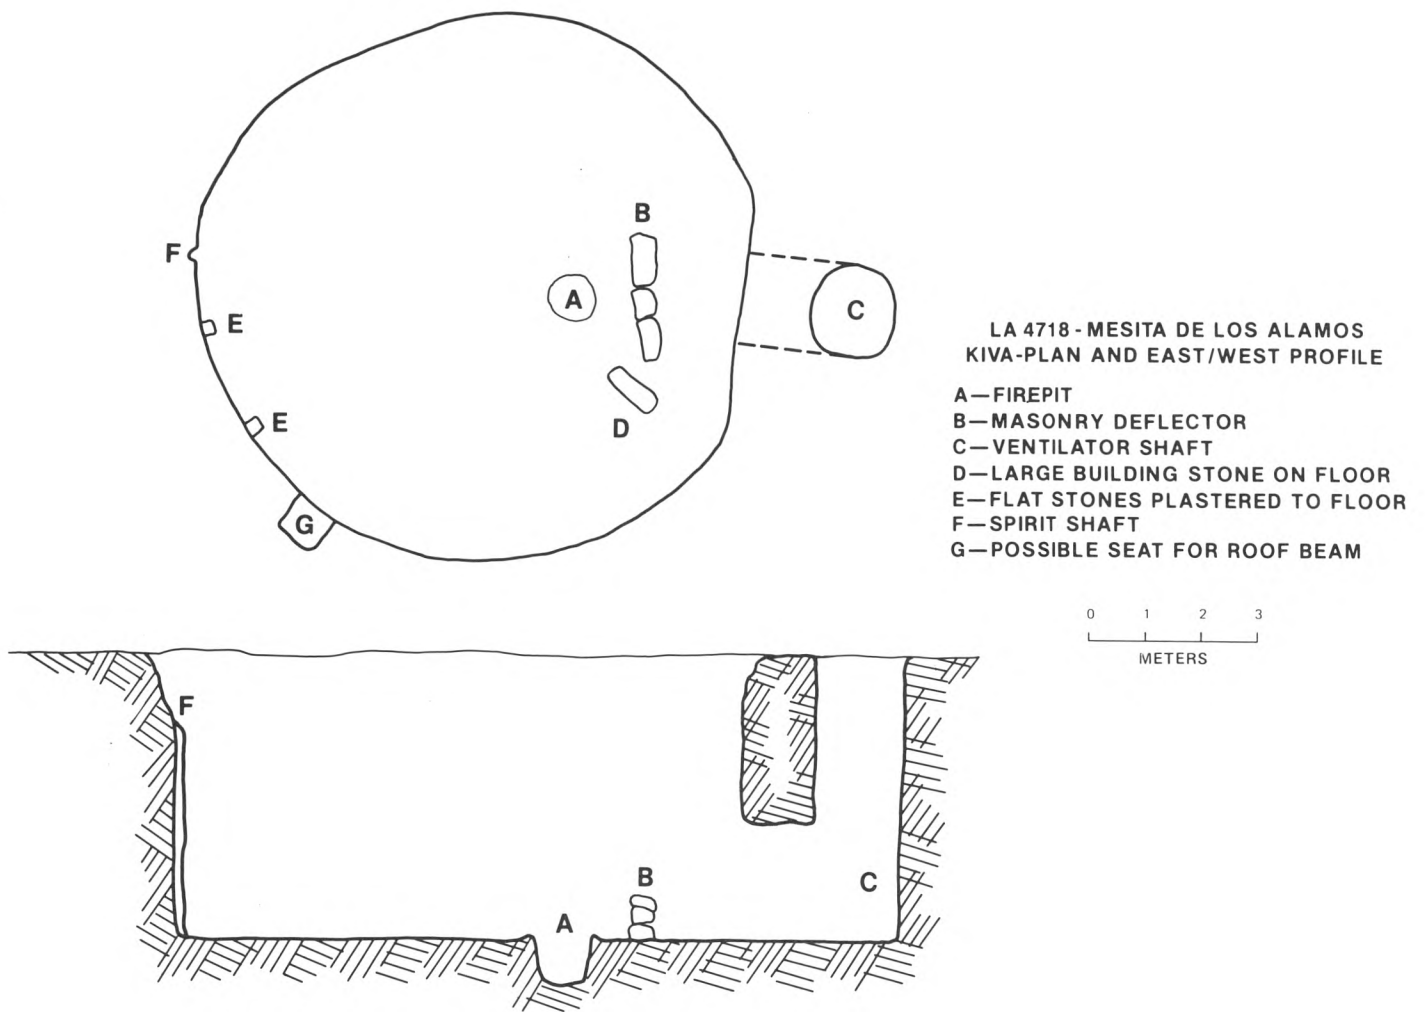 B
F
A
C
E
E
D
G
LA 4718 - MESITA DE LOS ALAMOS
KIVA-PLAN AND EAST/WEST PROFILE
A—FIREPIT
B—MASONRY DEFLECTOR
C—VENTILATOR SHAFT
D—LARGE BUILDING STONE ON FLOOR
E—FLAT STONES PLASTERED TO FLOOR
F—SPIRIT SHAFT
G—POSSIBLE SEAT FOR ROOF BEAM
0 1 2 3
METERS
F
B
C
A